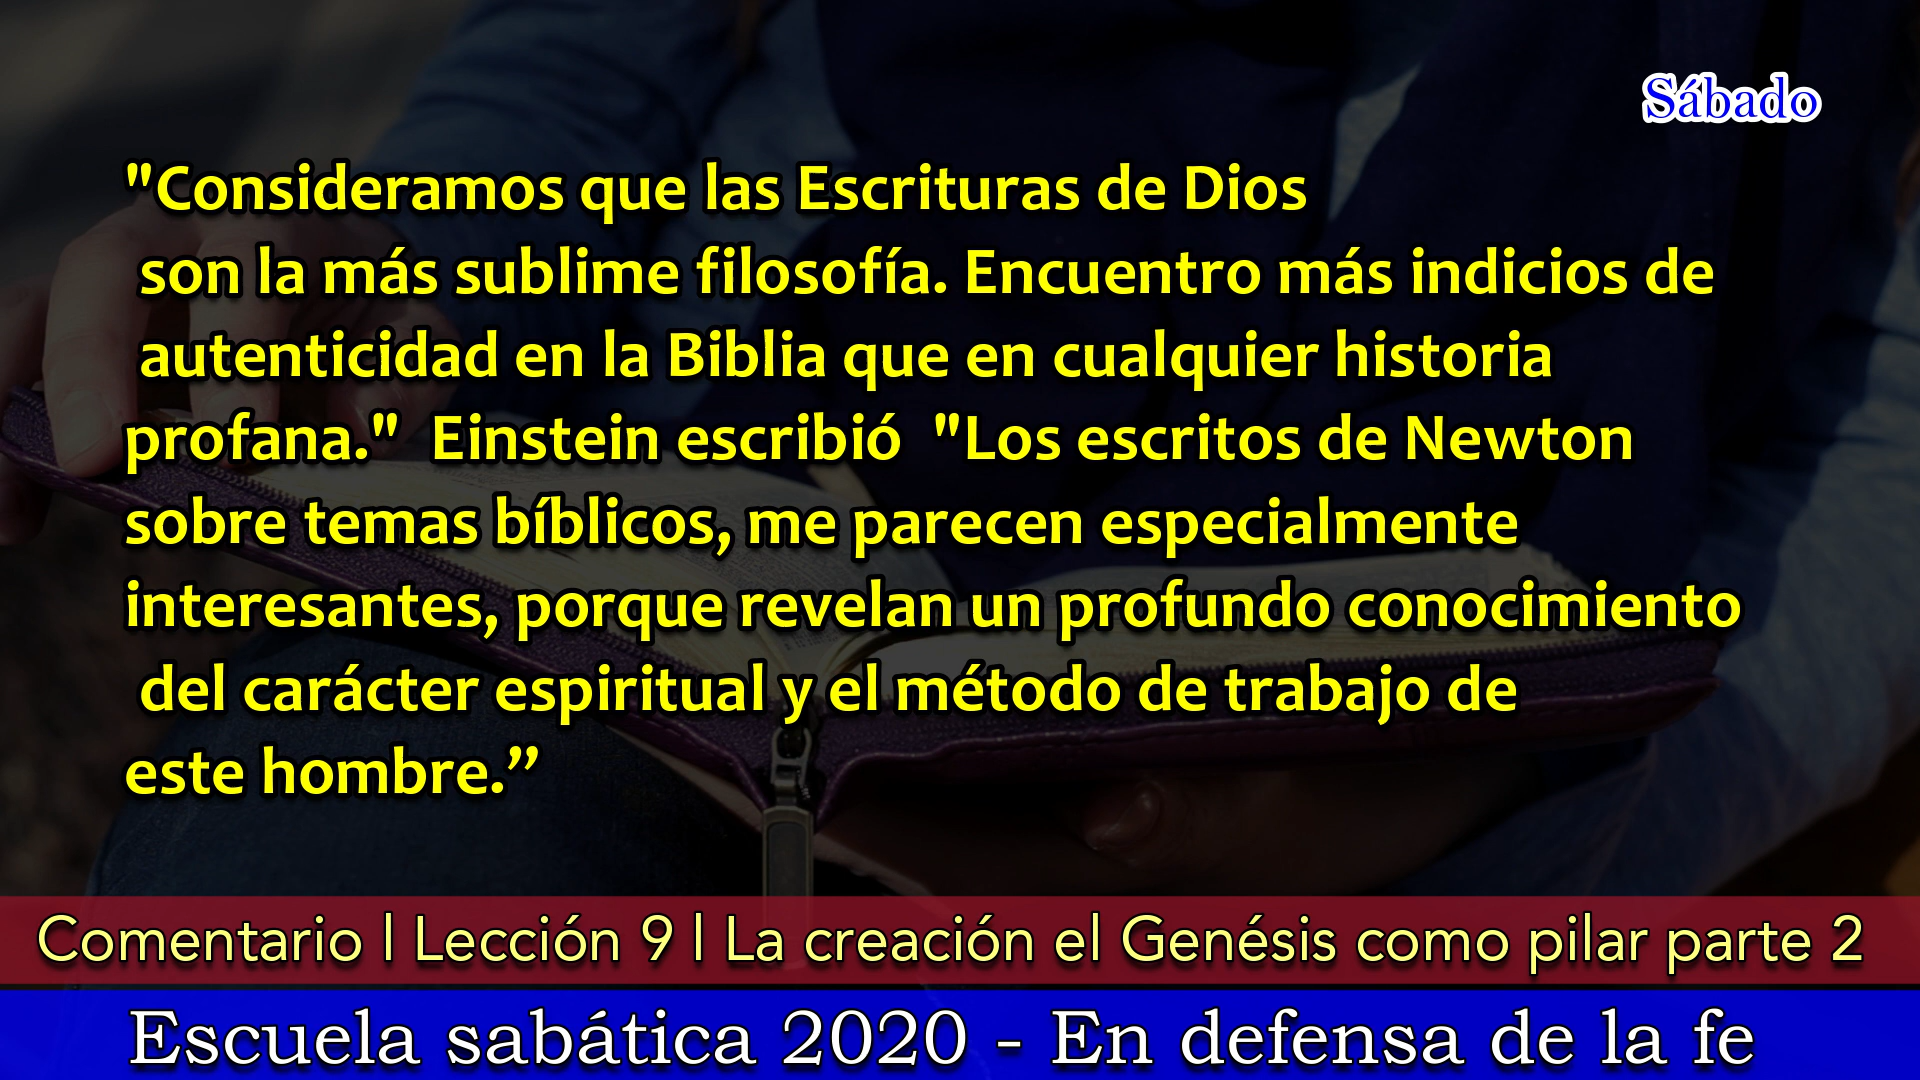 Sábado
"Consideramos que las Escrituras de Dios
son la más sublime filosofía. Encuentro más indicios de
autenticidad en la Biblia que en cualquier historia
profana." Einstein escribió "Los escritos de Newton
sobre temas bíblicos, me parecen especialmente
interesantes, porque revelan un profundo conocimiento
del carácter espiritual y el método de trabajo de
este hombre.”
Comentario l Lección 9 l La creación el Genésis como pilar parte 2
Escuela sabática 2020 - En defensa de la fe